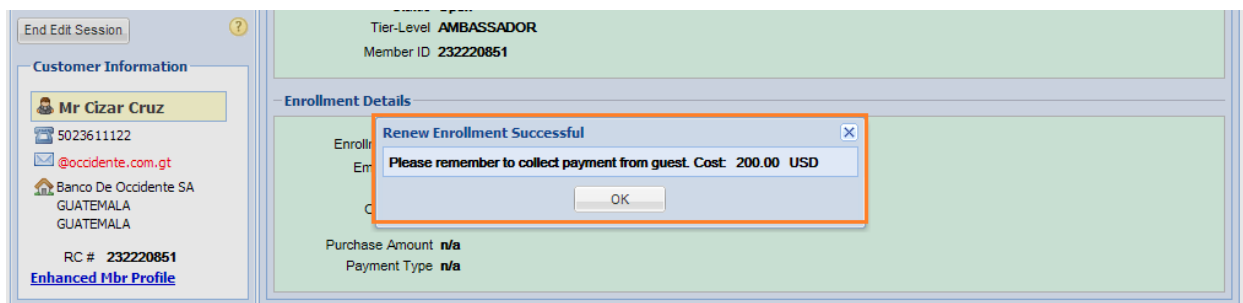 End Edit Session
?
Customer Information
Mr Cizar Cruz
5023611122
@occidente.com.gt
Banco De Occidente SA
GUATEMALA
GUATEMALA
RC # 232220851
Enhanced Mbr Profile
Tier-Level AMBASSADOR
Member ID 232220851
Enrollment Details
Renew Enrollment Successful
Please remember to collect payment from guest. Cost: 200.00 USD
OK
Purchase Amount n/a
Payment Type n/a